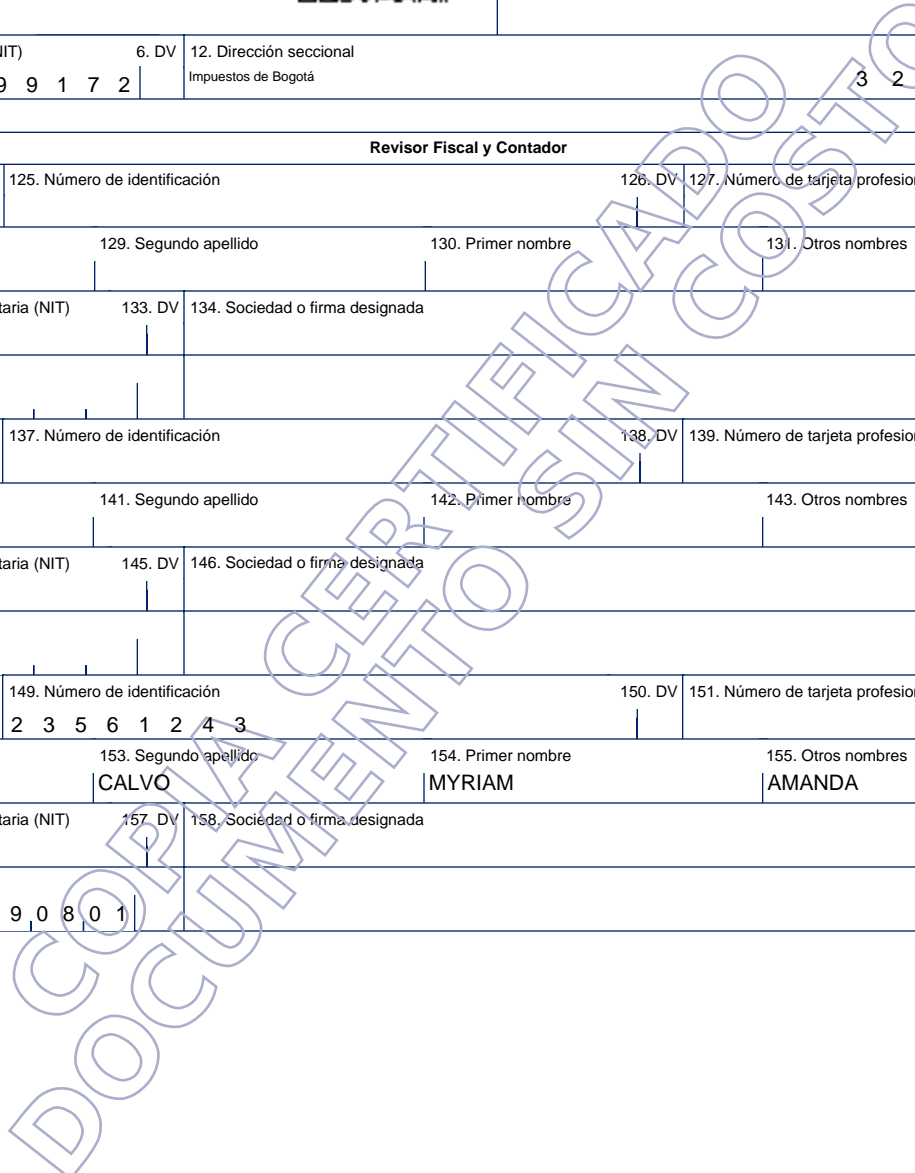 NIT) 6. DV 12. Dirección seccional
9 9 1 7 2 Impuestos de Bogotá 3 2
Revisor Fiscal y Contador
125. Número de identificación 126. DV 127. Número de tarjeta profesion
129. Segundo apellido 130. Primer nombre 131. Otros nombres
taria (NIT) 133. DV 134. Sociedad o firma designada
137. Número de identificación 138. DV 139. Número de tarjeta profesion
141. Segundo apellido 142. Primer nombre 143. Otros nombres
taria (NIT) 145. DV 146. Sociedad o firma designada
149. Número de identificación 150. DV 151. Número de tarjeta profesion
2 3 5 6 1 2 4 3
153. Segundo apellido 154. Primer nombre 155. Otros nombres
CALVO MYRIAM AMANDA
taria (NIT) 157. DV 158. Sociedad o firma designada
9 0 8 0 1
COPIA CERTIFICADO
DOCUMENTO SIN COSTO